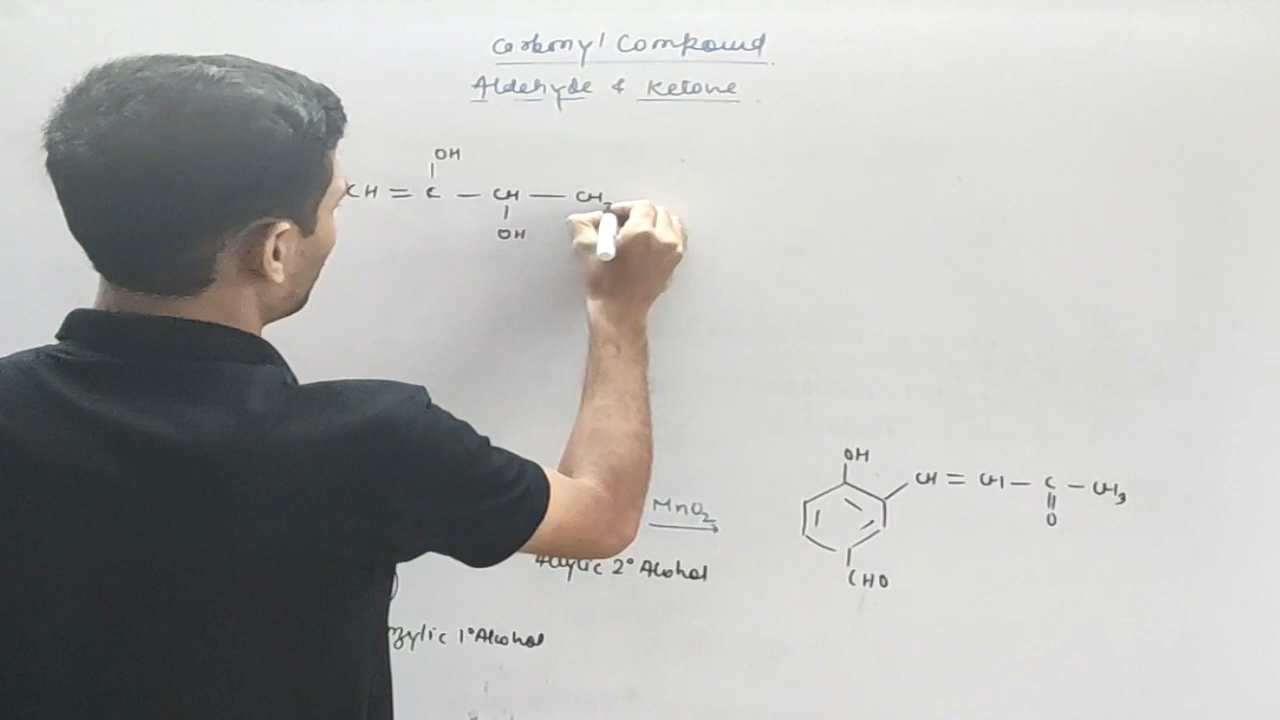 Carbonyl Compound
Aldehyde & Ketone
OH
CH = C — CH — CH
OH
MnO2
OH
CH = CH — C — CH3
O
CHO
Allylic 2° Alcohol
zylic 1° Alcohol